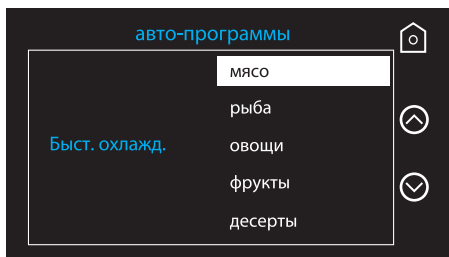 авто-программы
мясо
рыба
Быст. охлажд.
овощи
фрукты
десерты